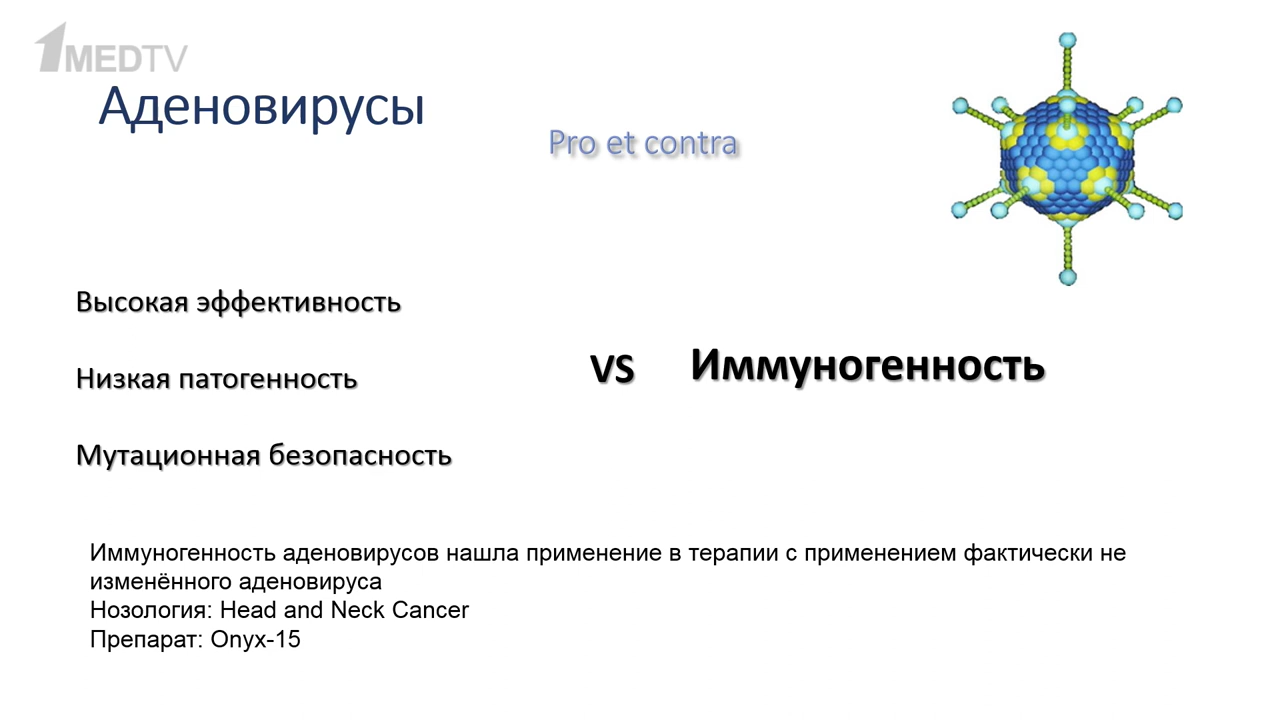 1MEDTV
Аденовирусы
Pro et contra
Высокая эффективность
Низкая патогенность
Мутационная безопасность
VS
Иммуногенность
Иммуногенность аденовирусов нашла применение в терапии с применением фактически не
изменённого аденовируса
Нозология: Head and Neck Cancer
Препарат: Onyx-15